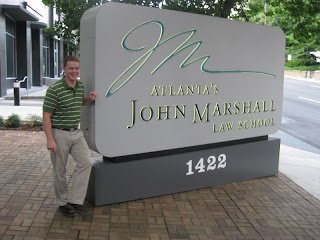 JM
ATLANTA'S
JOHN MARSHALL
LAW SCHOOL
1422